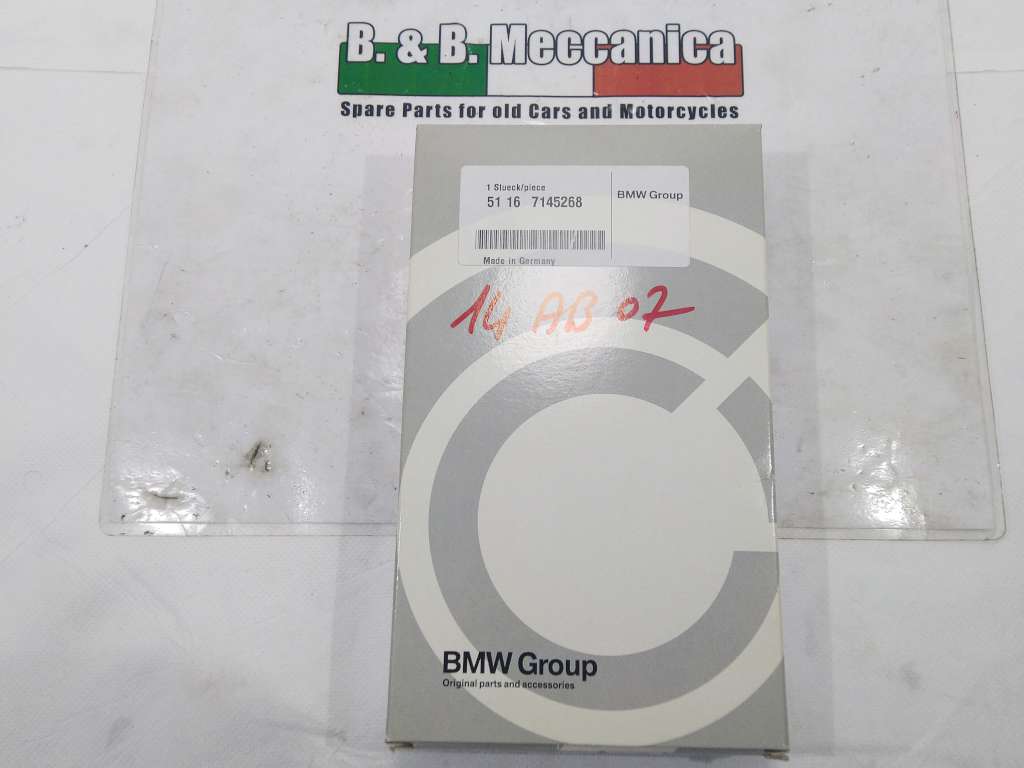 B. & B. Meccanica
Spare Parts for old Cars and Motorcycles
1 Stueck/piece
51 16 7145268
BMW Group
Made in Germany
14 AB 07
BMW Group
Original parts and accessories